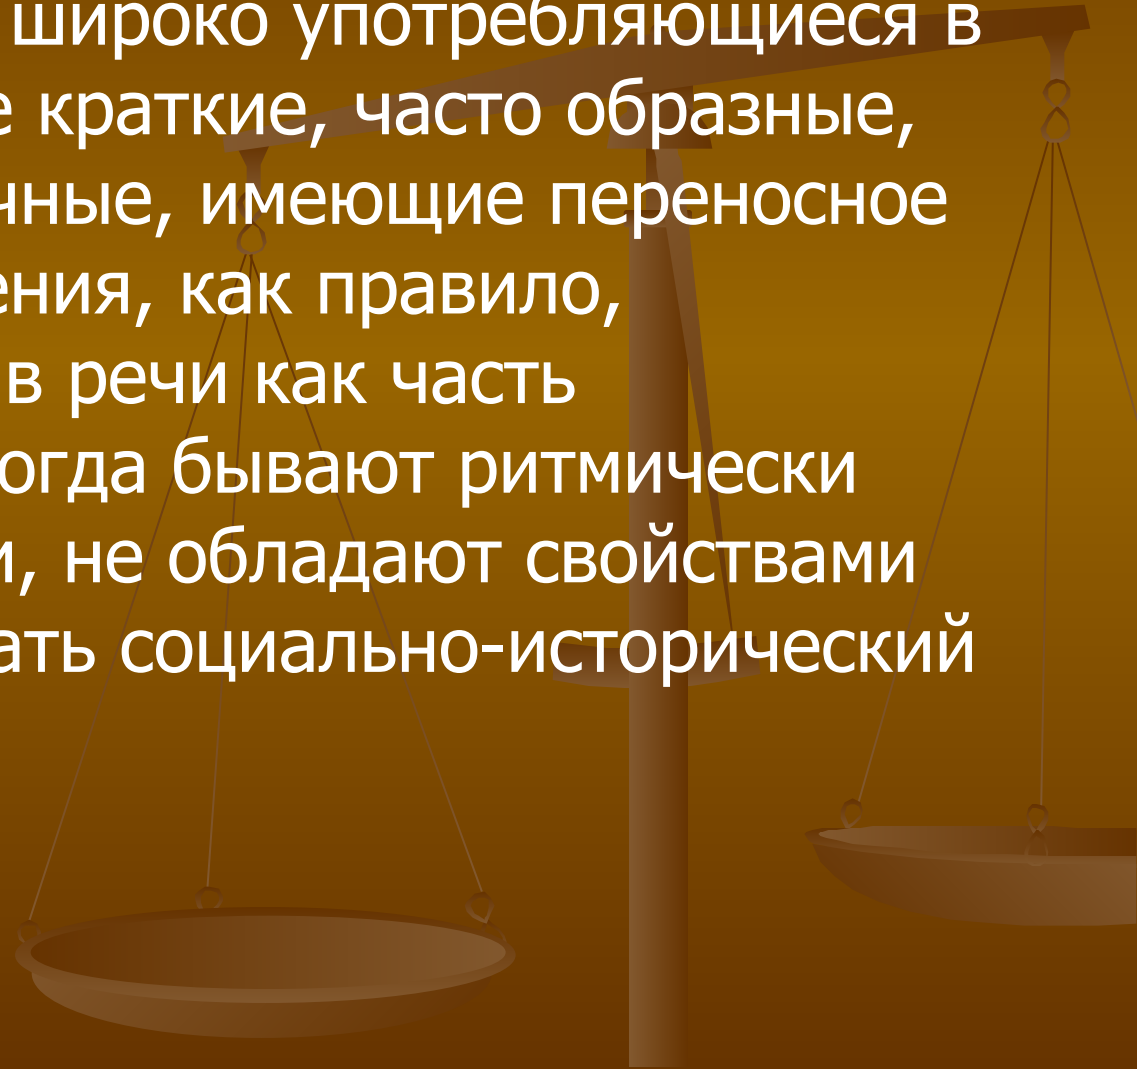 широко употребляющиеся в
е краткие, часто образные,
чные, имеющие переносное
ения, как правило,
в речи как часть
огда бывают ритмически
и, не обладают свойствами
ать социально-исторический